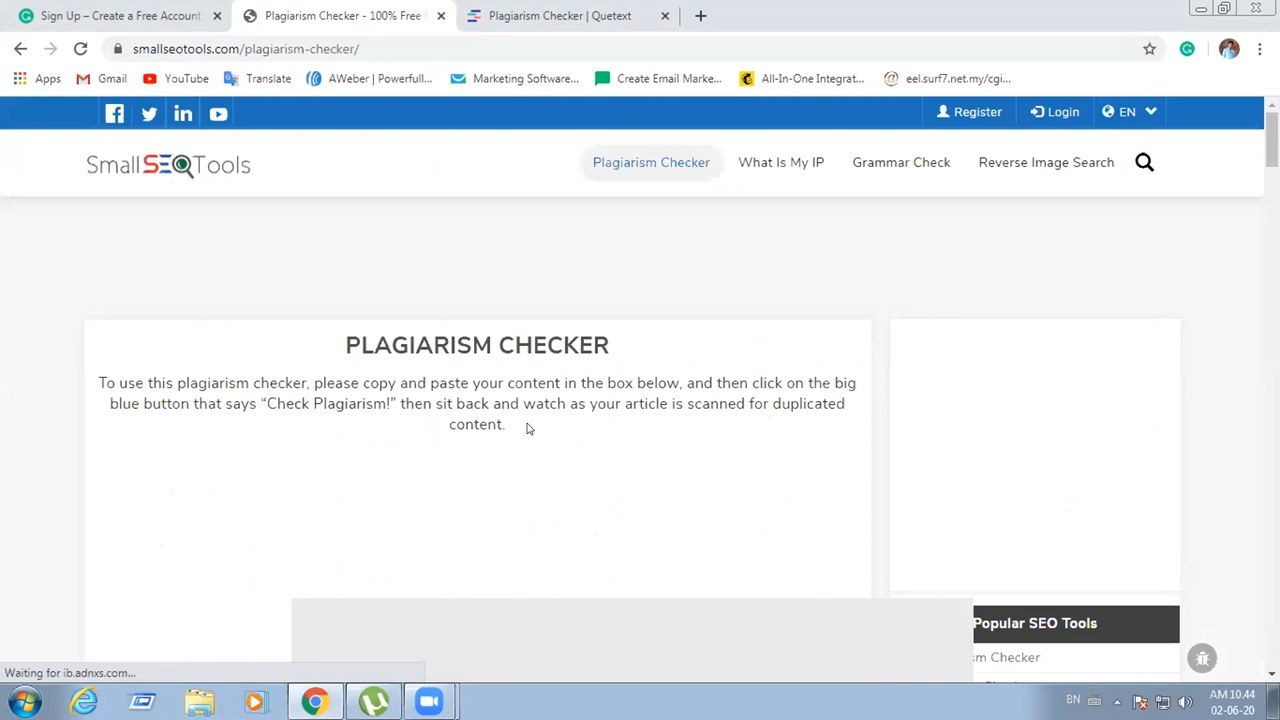 Sign Up – Create a Free Account
Plagiarism Checker - 100% Free
Plagiarism Checker | Quetext
smallseotools.com/plagiarism-checker/
Apps
Gmail
YouTube
Translate
AWeber | Powerfull...
Marketing Software...
Create Email Marke...
All-In-One Integrat...
eel.surf7.net.my/cgi...
Register
Login
EN
SmallSEOTools
Plagiarism Checker
What Is My IP
Grammar Check
Reverse Image Search
PLAGIARISM CHECKER
To use this plagiarism checker, please copy and paste your content in the box below, and then click on the big
blue button that says “Check Plagiarism!” then sit back and watch as your article is scanned for duplicated
content.
Popular SEO Tools
sm Checker
Waiting for ib.adnxs.com...
BN
AM 10.44
02-06-20